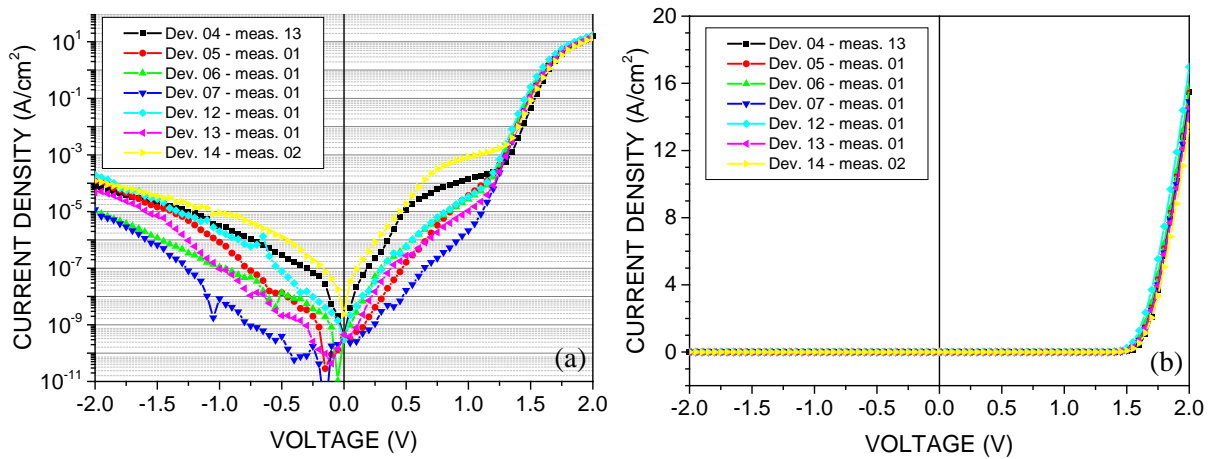 CURRENT DENSITY (A/cm²)
10¹
10⁻¹
10⁻³
10⁻⁵
10⁻⁷
10⁻⁹
10⁻¹¹
Dev. 04 - meas. 13
Dev. 05 - meas. 01
Dev. 06 - meas. 01
Dev. 07 - meas. 01
Dev. 12 - meas. 01
Dev. 13 - meas. 01
Dev. 14 - meas. 02
(a)
-2.0 -1.5 -1.0 -0.5 0.0 0.5 1.0 1.5 2.0
VOLTAGE (V)
CURRENT DENSITY (A/cm²)
20
16
12
8
4
0
Dev. 04 - meas. 13
Dev. 05 - meas. 01
Dev. 06 - meas. 01
Dev. 07 - meas. 01
Dev. 12 - meas. 01
Dev. 13 - meas. 01
Dev. 14 - meas. 02
(b)
-2.0 -1.5 -1.0 -0.5 0.0 0.5 1.0 1.5 2.0
VOLTAGE (V)